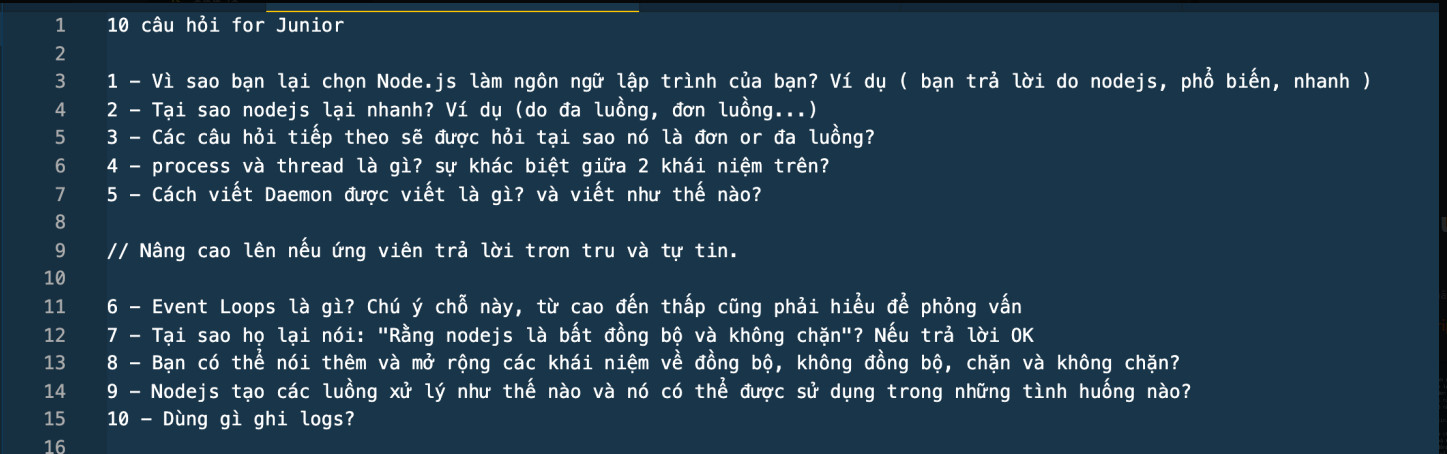 1 10 câu hỏi for Junior
2
3 1 - Vì sao bạn lại chọn Node.js làm ngôn ngữ lập trình của bạn? Ví dụ ( bạn trả lời do nodejs, phổ biến, nhanh )
4 2 - Tại sao nodejs lại nhanh? Ví dụ (do đa luồng, đơn luồng...)
5 3 - Các câu hỏi tiếp theo sẽ được hỏi tại sao nó là đơn or đa luồng?
6 4 - process và thread là gì? sự khác biệt giữa 2 khái niệm trên?
7 5 - Cách viết Daemon được viết là gì? và viết như thế nào?
8
9 // Nâng cao lên nếu ứng viên trả lời trơn tru và tự tin.
10
11 6 - Event Loops là gì? Chú ý chỗ này, từ cao đến thấp cũng phải hiểu để phỏng vấn
12 7 - Tại sao họ lại nói: "Rằng nodejs là bất đồng bộ và không chặn"? Nếu trả lời OK
13 8 - Bạn có thể nói thêm và mở rộng các khái niệm về đồng bộ, không đồng bộ, chặn và không chặn?
14 9 - Nodejs tạo các luồng xử lý như thế nào và nó có thể được sử dụng trong những tình huống nào?
15 10 - Dùng gì ghi logs?
16